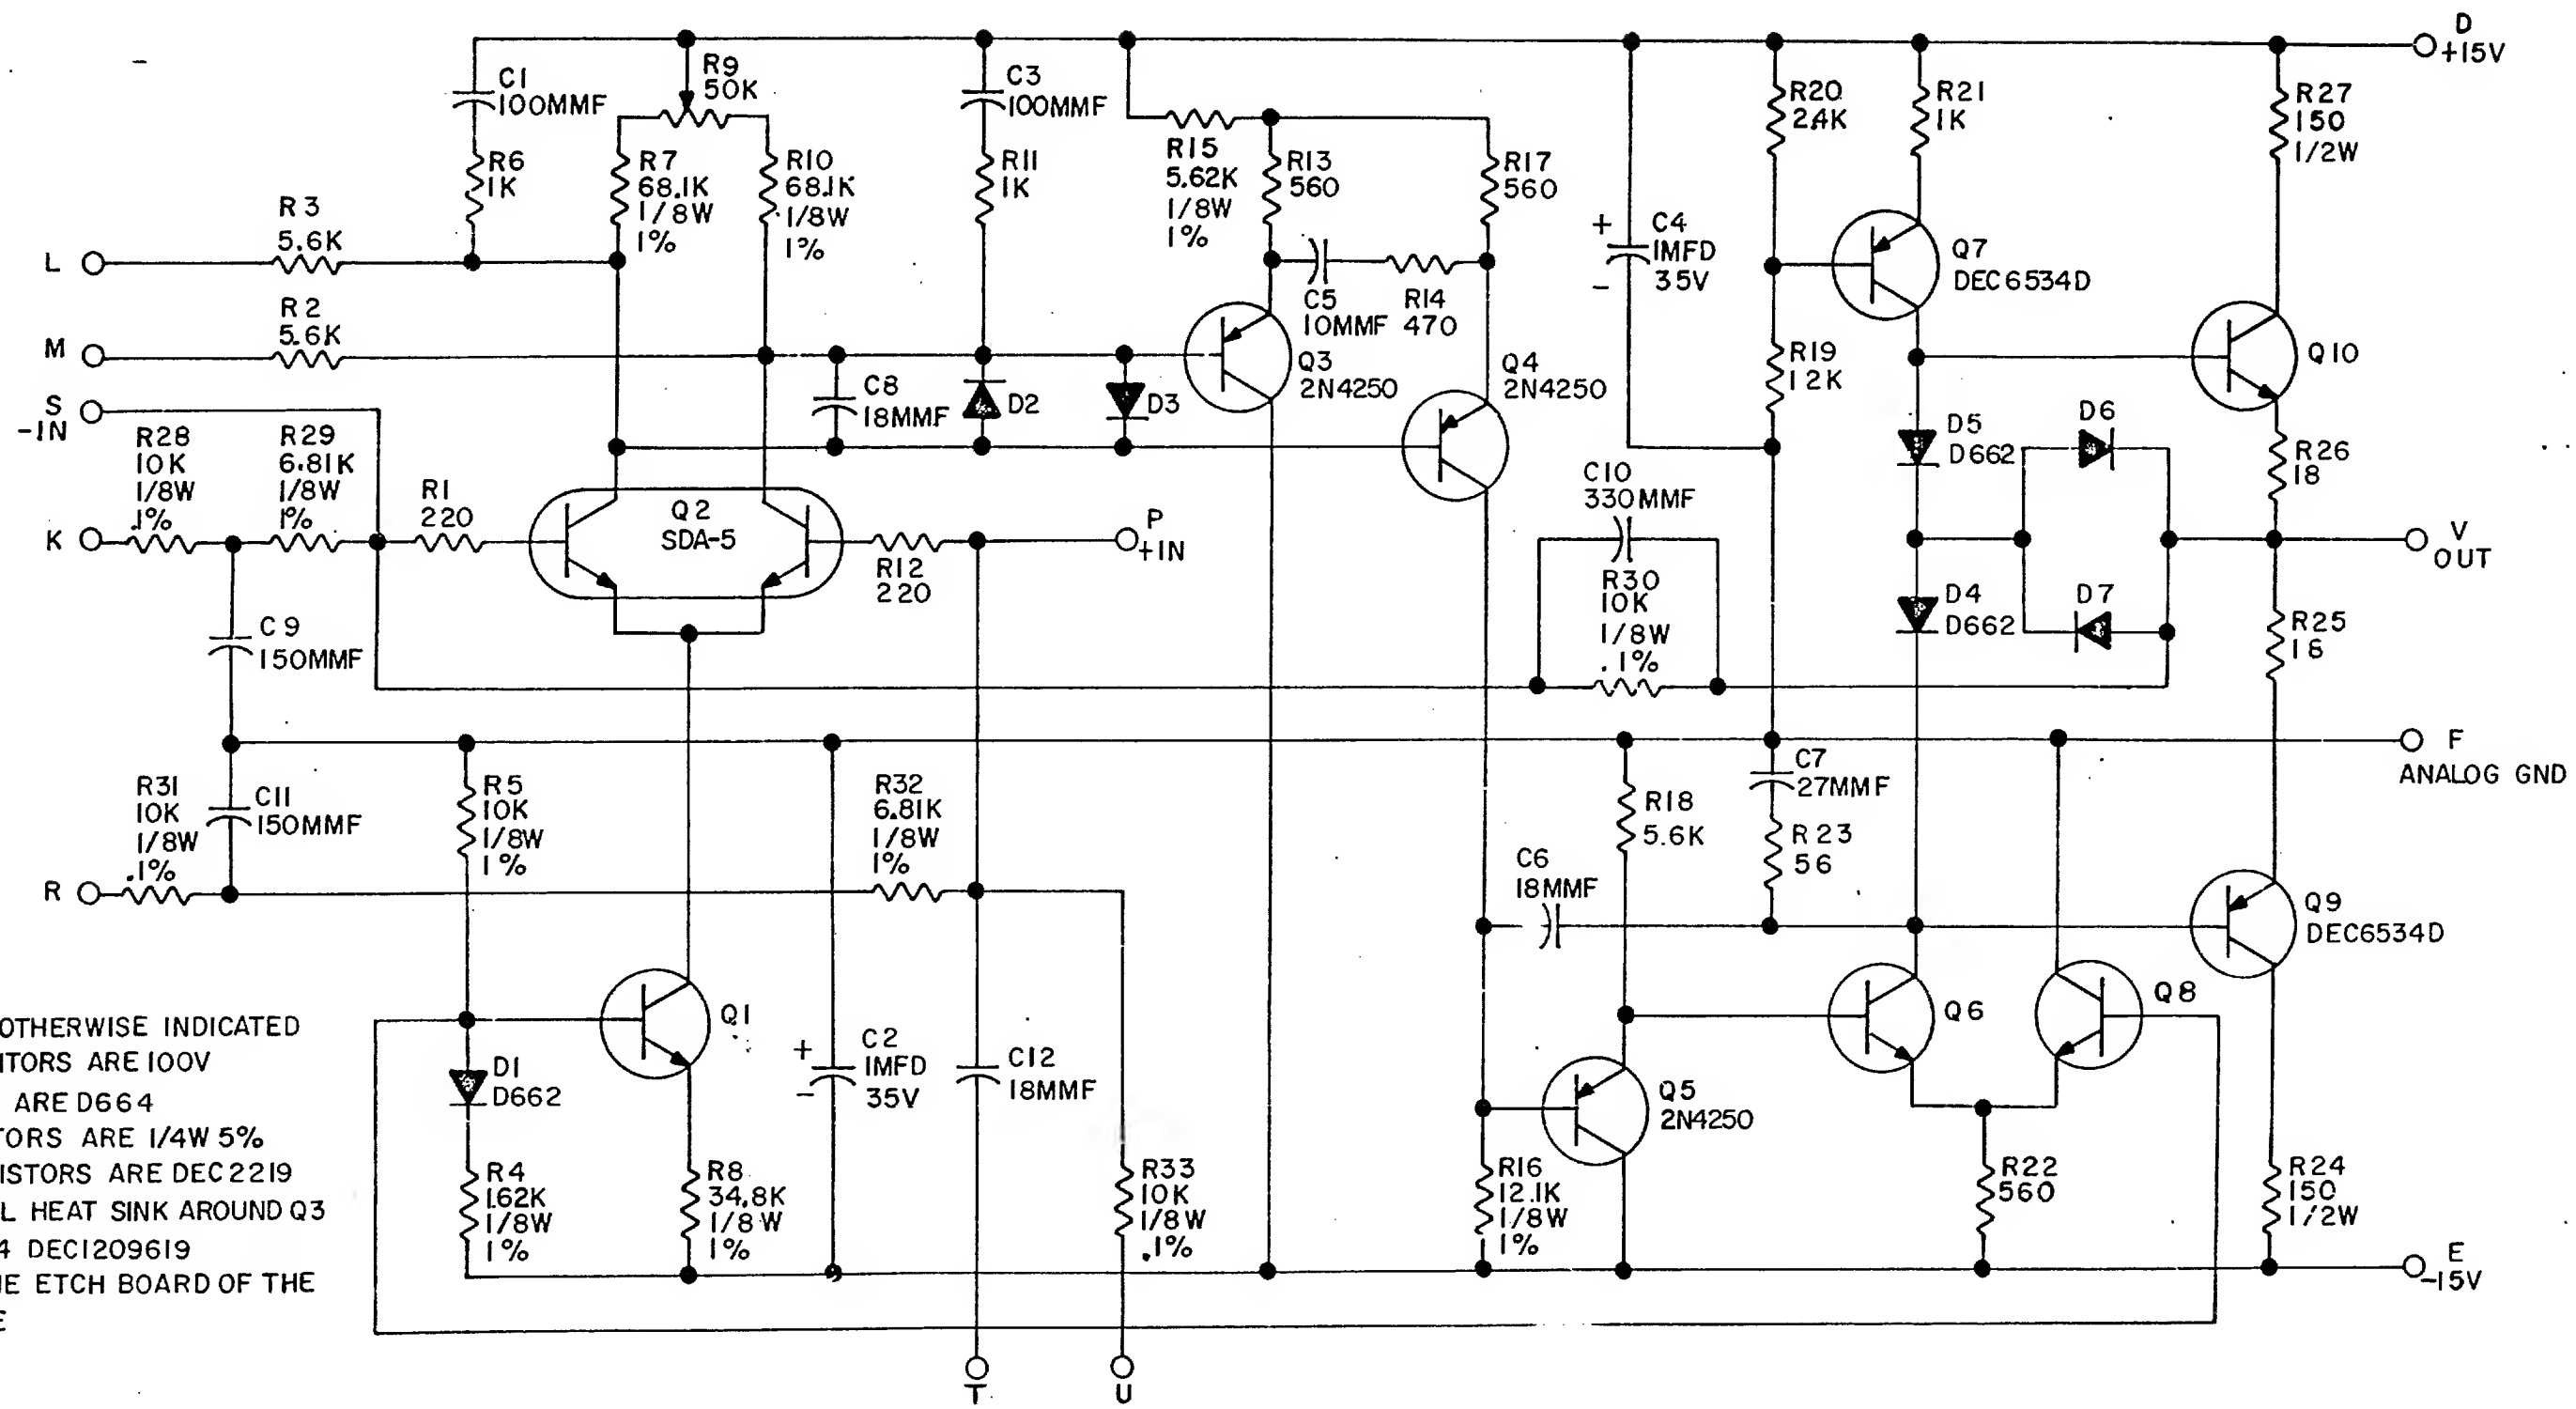 D
+15V
C1
100MMF
R9
50K
C3
100MMF
R6
1K
R7
68.1K
1/8W
1%
R10
68.1K
1/8W
1%
R11
1K
R15
5.62K
1/8W
1%
R13
560
R17
560
R20
2.4K
R21
1K
R27
150
1/2W
L
R3
5.6K
C5
10MMF
R14
470
+
C4
1MFD
35V
-
Q7
DEC6534D
M
R2
5.6K
Q3
2N4250
Q4
2N4250
R19
12K
Q10
S
-IN
C8
18MMF
D2
D3
D5
D662
D6
R26
18
R28
10K
1/8W
.1%
R29
6.81K
1/8W
1%
K
R1
220
Q2
SDA-5
R12
220
P
+IN
C10
330MMF
R30
10K
1/8W
.1%
D4
D662
D7
V
OUT
R25
C9
150MMF
F
ANALOG GND
R31
10K
1/8W
.1%
C11
150MMF
R5
10K
1/8W
1%
R32
6.81K
1/8W
1%
R18
5.6K
C7
27MMF
R23
56
C6
18MMF
R
Q9
DEC6534D
Q1
+
C2
1MFD
35V
-
C12
18MMF
Q6
Q8
D1
D662
Q5
2N4250
R4
1.62K
1/8W
1%
R8
34.8K
1/8W
1%
R33
10K
1/8W
.1%
R16
12.1K
1/8W
1%
R22
560
R24
150
1/2W
E
-15V
T
U
OTHERWISE INDICATED
ITORS ARE 100V
ARE D664
TORS ARE 1/4W 5%
ISTORS ARE DEC2219
L HEAT SINK AROUND Q3
4 DEC1209619
IE ETCH BOARD OF THE
E